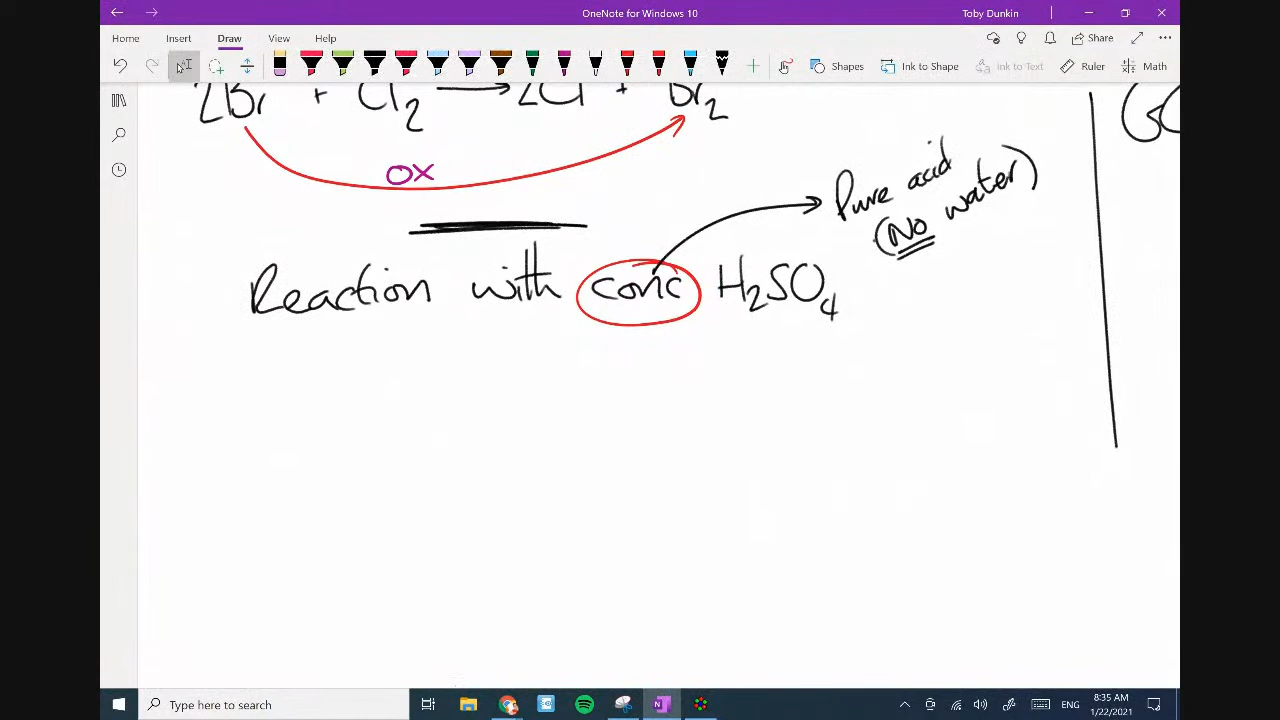 OneNote for Windows 10
Toby Dunkin
Home Insert Draw View Help
Share
Shapes
Ink to Shape
Ink to Text
Ruler
Math
2Br + Cl2 → 2Cl + Br2
OX
Pure acid
(No water)
Reaction with conc H2SO4
Type here to search
ENG
8:35 AM
1/22/2021